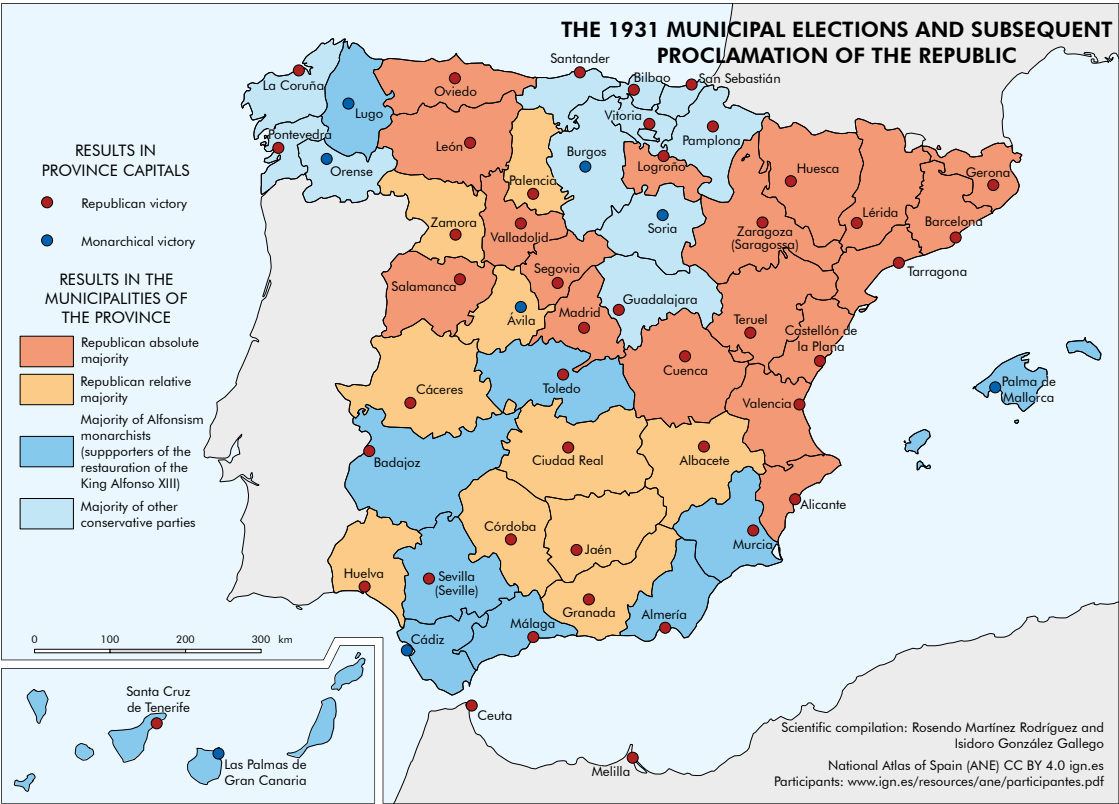 THE 1931 MUNICIPAL ELECTIONS AND SUBSEQUENT
PROCLAMATION OF THE REPUBLIC
RESULTS IN
PROVINCE CAPITALS
Republican victory
Monarchical victory
RESULTS IN THE
MUNICIPALITIES OF
THE PROVINCE
Republican absolute
majority
Republican relative
majority
Majority of Alfonsism
monarchists
(suppporters of the
restauration of the
King Alfonso XIII)
Majority of other
conservative parties
La Coruña
Lugo
Pontevedra
Orense
Oviedo
León
Santander
Bilbao
San Sebastián
Vitoria
Pamplona
Burgos
Logroño
Palencia
Zamora
Valladolid
Soria
Huesca
Zaragoza
(Saragossa)
Lérida
Gerona
Barcelona
Tarragona
Salamanca
Segovia
Ávila
Madrid
Guadalajara
Teruel
Castellón de
la Plana
Cuenca
Toledo
Cáceres
Valencia
Palma de
Mallorca
Badajoz
Ciudad Real
Albacete
Alicante
Murcia
Córdoba
Jaén
Huelva
Sevilla
(Seville)
Granada
Almería
Málaga
Cádiz
Ceuta
Melilla
0 100 200 300 km
Santa Cruz
de Tenerife
Las Palmas de
Gran Canaria
Scientific compilation: Rosendo Martínez Rodríguez and
Isidoro González Gallego
National Atlas of Spain (ANE) CC BY 4.0 ign.es
Participants: www.ign.es/resources/ane/participantes.pdf